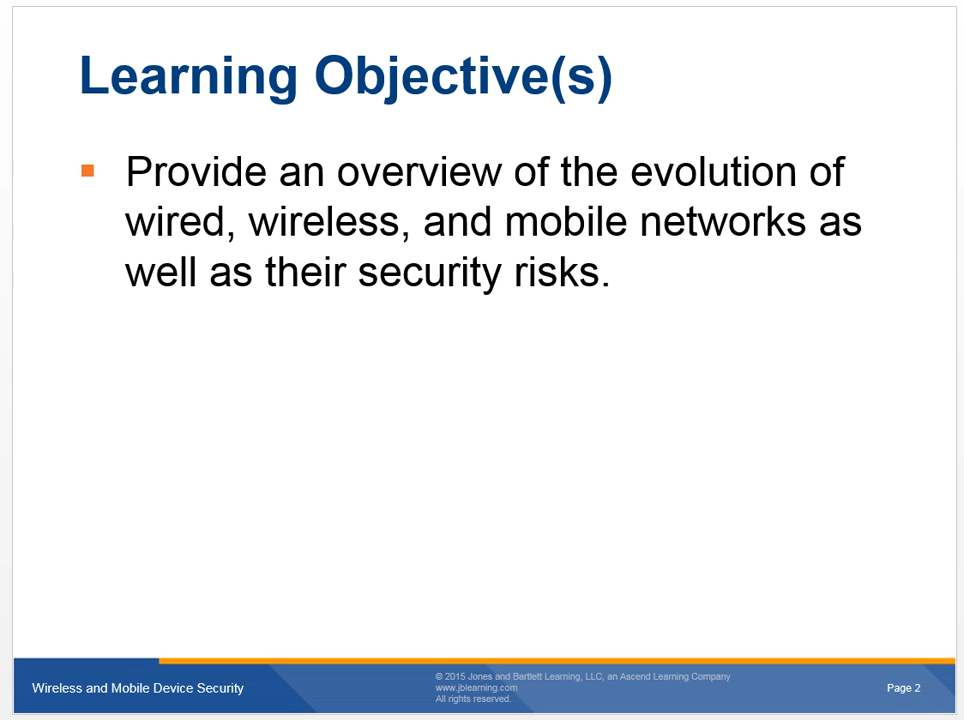 Learning Objective(s)
Provide an overview of the evolution of
wired, wireless, and mobile networks as
well as their security risks.
Wireless and Mobile Device Security
© 2015 Jones and Bartlett Learning, LLC, an Ascend Learning Company
www.jblearning.com
All rights reserved.
Page 2